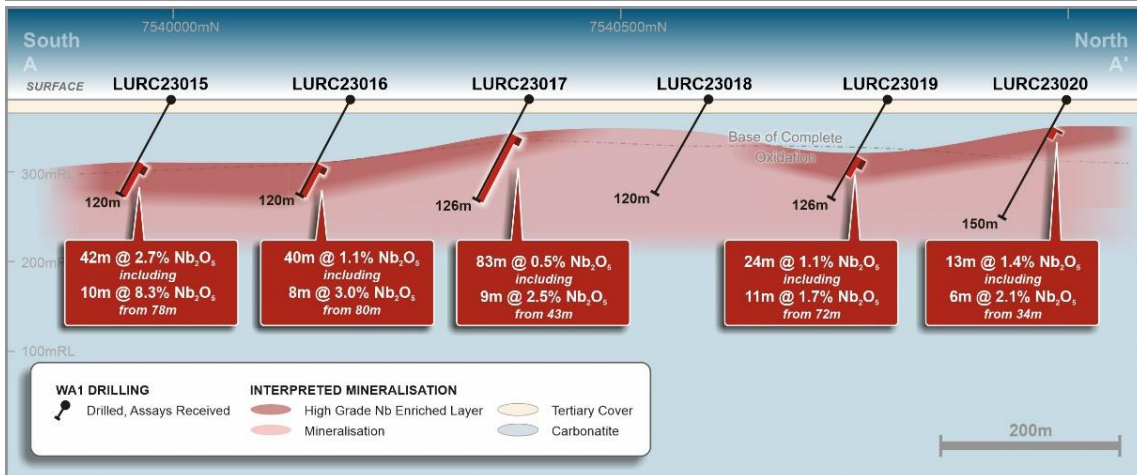 7540000mN
7540500mN
South
A
North
A'
SURFACE
LURC23015
LURC23016
LURC23017
LURC23018
LURC23019
LURC23020
Base of Complete
Oxidation
300mRL
120m
120m
126m
120m
126m
150m
42m @ 2.7% Nb₂O₅
including
10m @ 8.3% Nb₂O₅
from 78m
40m @ 1.1% Nb₂O₅
including
8m @ 3.0% Nb₂O₅
from 80m
83m @ 0.5% Nb₂O₅
including
9m @ 2.5% Nb₂O₅
from 43m
24m @ 1.1% Nb₂O₅
including
11m @ 1.7% Nb₂O₅
from 72m
13m @ 1.4% Nb₂O₅
including
6m @ 2.1% Nb₂O₅
from 34m
100mRL
WA1 DRILLING
Drilled, Assays Received
INTERPRETED MINERALISATION
High Grade Nb Enriched Layer
Mineralisation
Tertiary Cover
Carbonatite
200m